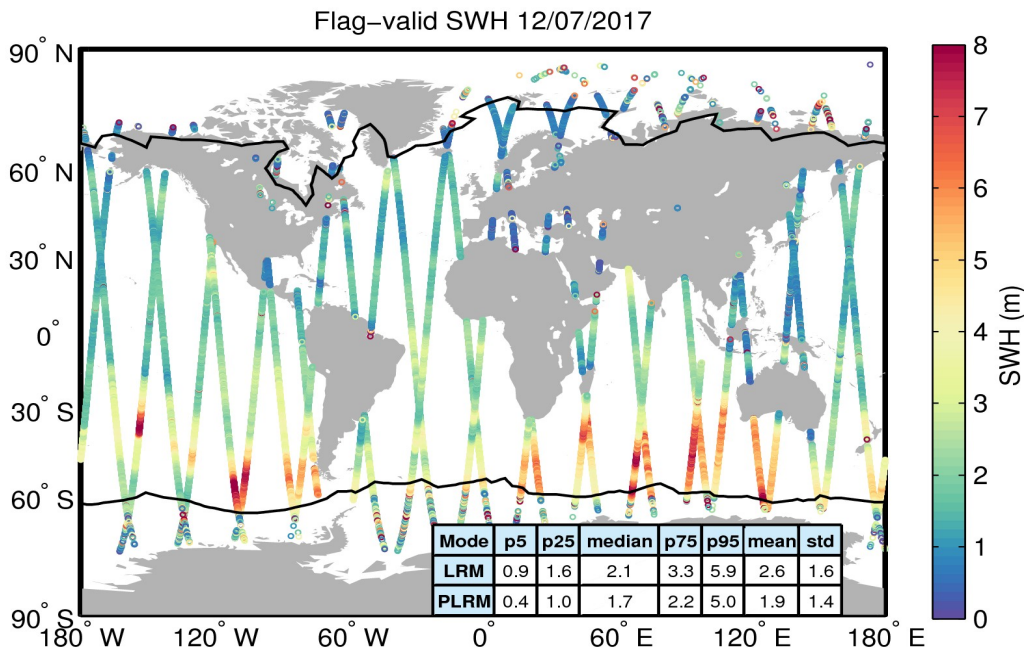 Flag−valid SWH 12/07/2017
90° N
60° N
30° N
0°
30° S
60° S
90° S
180° W
120° W
60° W
0°
60° E
120° E
180° E
Mode p5 p25 median p75 p95 mean std
LRM 0.9 1.6 2.1 3.3 5.9 2.6 1.6
PLRM 0.4 1.0 1.7 2.2 5.0 1.9 1.4
8
7
6
5
4
3
2
1
0
SWH (m)